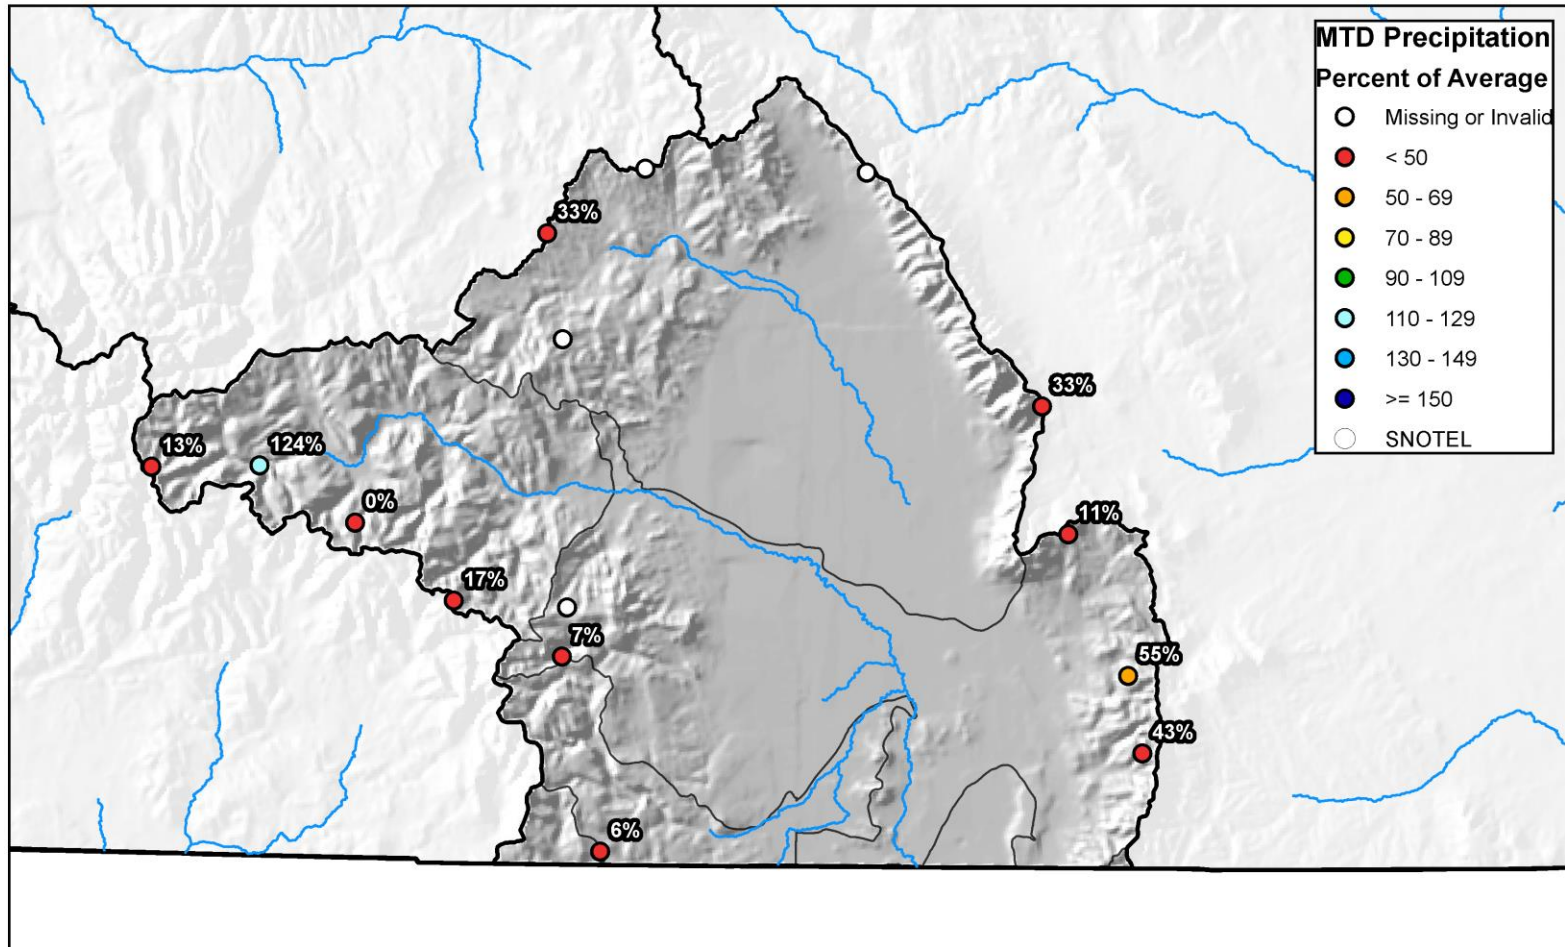 MTD Precipitation
Percent of Average
Missing or Invalid
< 50
50 - 69
70 - 89
90 - 109
110 - 129
130 - 149
>= 150
SNOTEL
33%
33%
13%
124%
0%
11%
17%
7%
55%
43%
6%